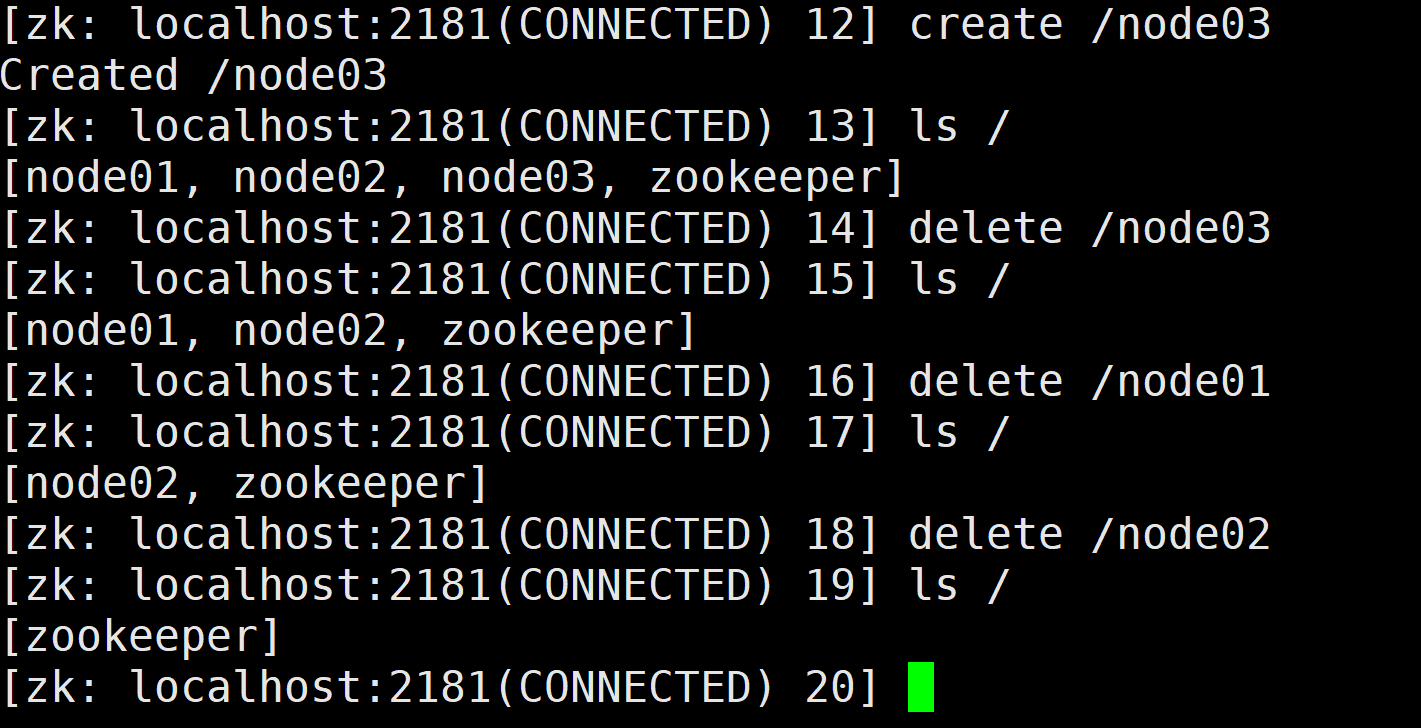 [zk: localhost:2181(CONNECTED) 12] create /node03
Created /node03
[zk: localhost:2181(CONNECTED) 13] ls /
[node01, node02, node03, zookeeper]
[zk: localhost:2181(CONNECTED) 14] delete /node03
[zk: localhost:2181(CONNECTED) 15] ls /
[node01, node02, zookeeper]
[zk: localhost:2181(CONNECTED) 16] delete /node01
[zk: localhost:2181(CONNECTED) 17] ls /
[node02, zookeeper]
[zk: localhost:2181(CONNECTED) 18] delete /node02
[zk: localhost:2181(CONNECTED) 19] ls /
[zookeeper]
[zk: localhost:2181(CONNECTED) 20]